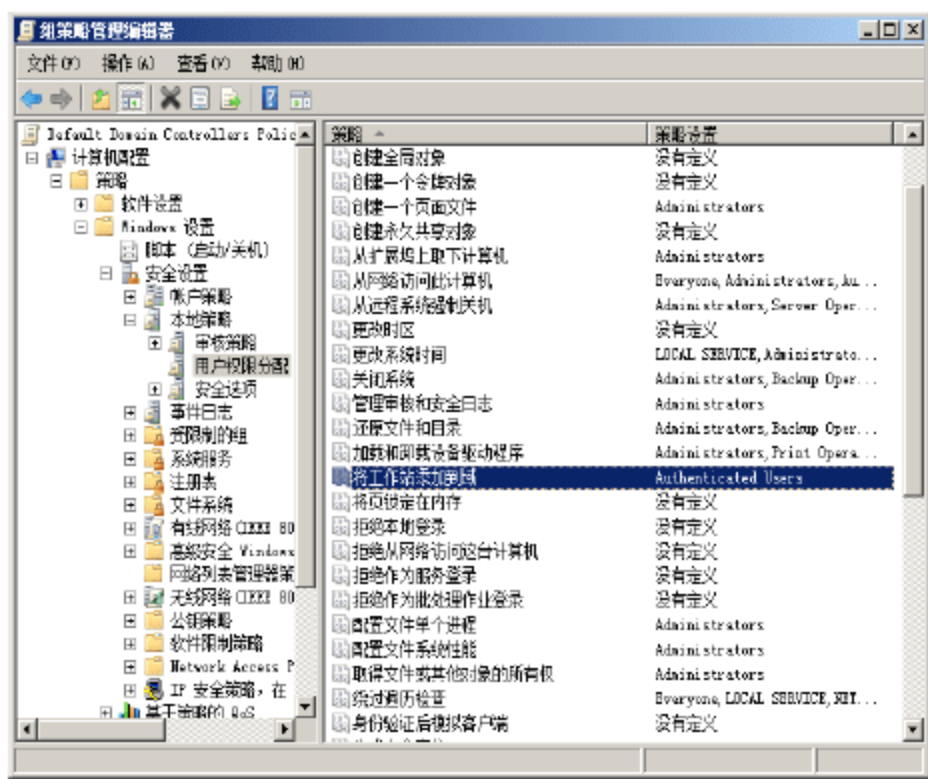 组策略管理编辑器
文件(F) 操作(A) 查看(V) 帮助(H)
Default Domain Controllers Polic
计算机配置
策略
软件设置
Windows 设置
脚本 (启动/关机)
安全设置
帐户策略
本地策略
审核策略
用户权限分配
安全选项
事件日志
受限制的组
系统服务
注册表
文件系统
有线网络(IEEE 80
高级安全 Windows
网络列表管理器策
无线网络(IEEE 80
公钥策略
软件限制策略
Network Access P
IP 安全策略，在
基于策略的 QoS
策略 策略设置
创建全局对象 没有定义
创建一个令牌对象 没有定义
创建一个页面文件 Administrators
创建永久共享对象 没有定义
从扩展坞上取下计算机 Administrators
从网络访问此计算机 Everyone,Administrators,Au...
从远程系统强制关机 Administrators,Server Oper...
更改时区 没有定义
更改系统时间 LOCAL SERVICE,Administrato...
关闭系统 Administrators,Backup Oper...
管理审核和安全日志 Administrators
还原文件和目录 Administrators,Backup Oper...
加载和卸载设备驱动程序 Administrators,Print Opera...
将工作站添加到域 Authenticated Users
将页锁定在内存 没有定义
拒绝本地登录 没有定义
拒绝从网络访问这台计算机 没有定义
拒绝作为服务登录 没有定义
拒绝作为批处理作业登录 没有定义
配置文件单个进程 Administrators
配置文件系统性能 Administrators
取得文件或其他对象的所有权 Administrators
绕过遍历检查 Everyone,LOCAL SERVICE,NET...
身份验证后模拟客户端 没有定义